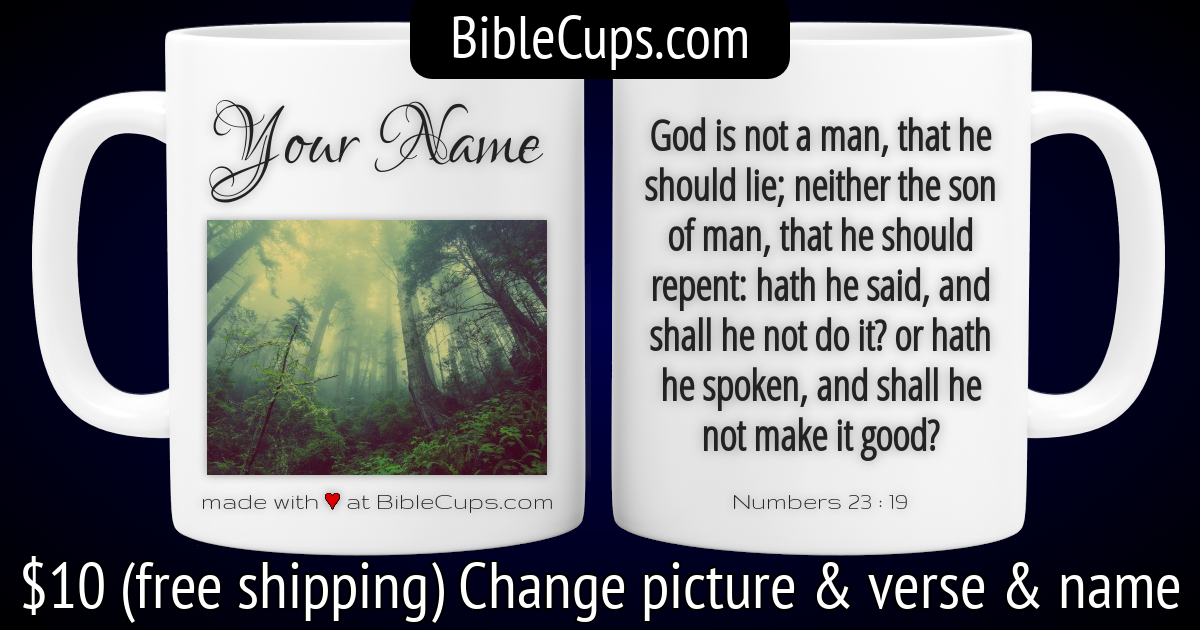 BibleCups.com
Your Name
made with ♥ at BibleCups.com
God is not a man, that he
should lie; neither the son
of man, that he should
repent: hath he said, and
shall he not do it? or hath
he spoken, and shall he
not make it good?
Numbers 23 : 19
$10 (free shipping) Change picture & verse & name